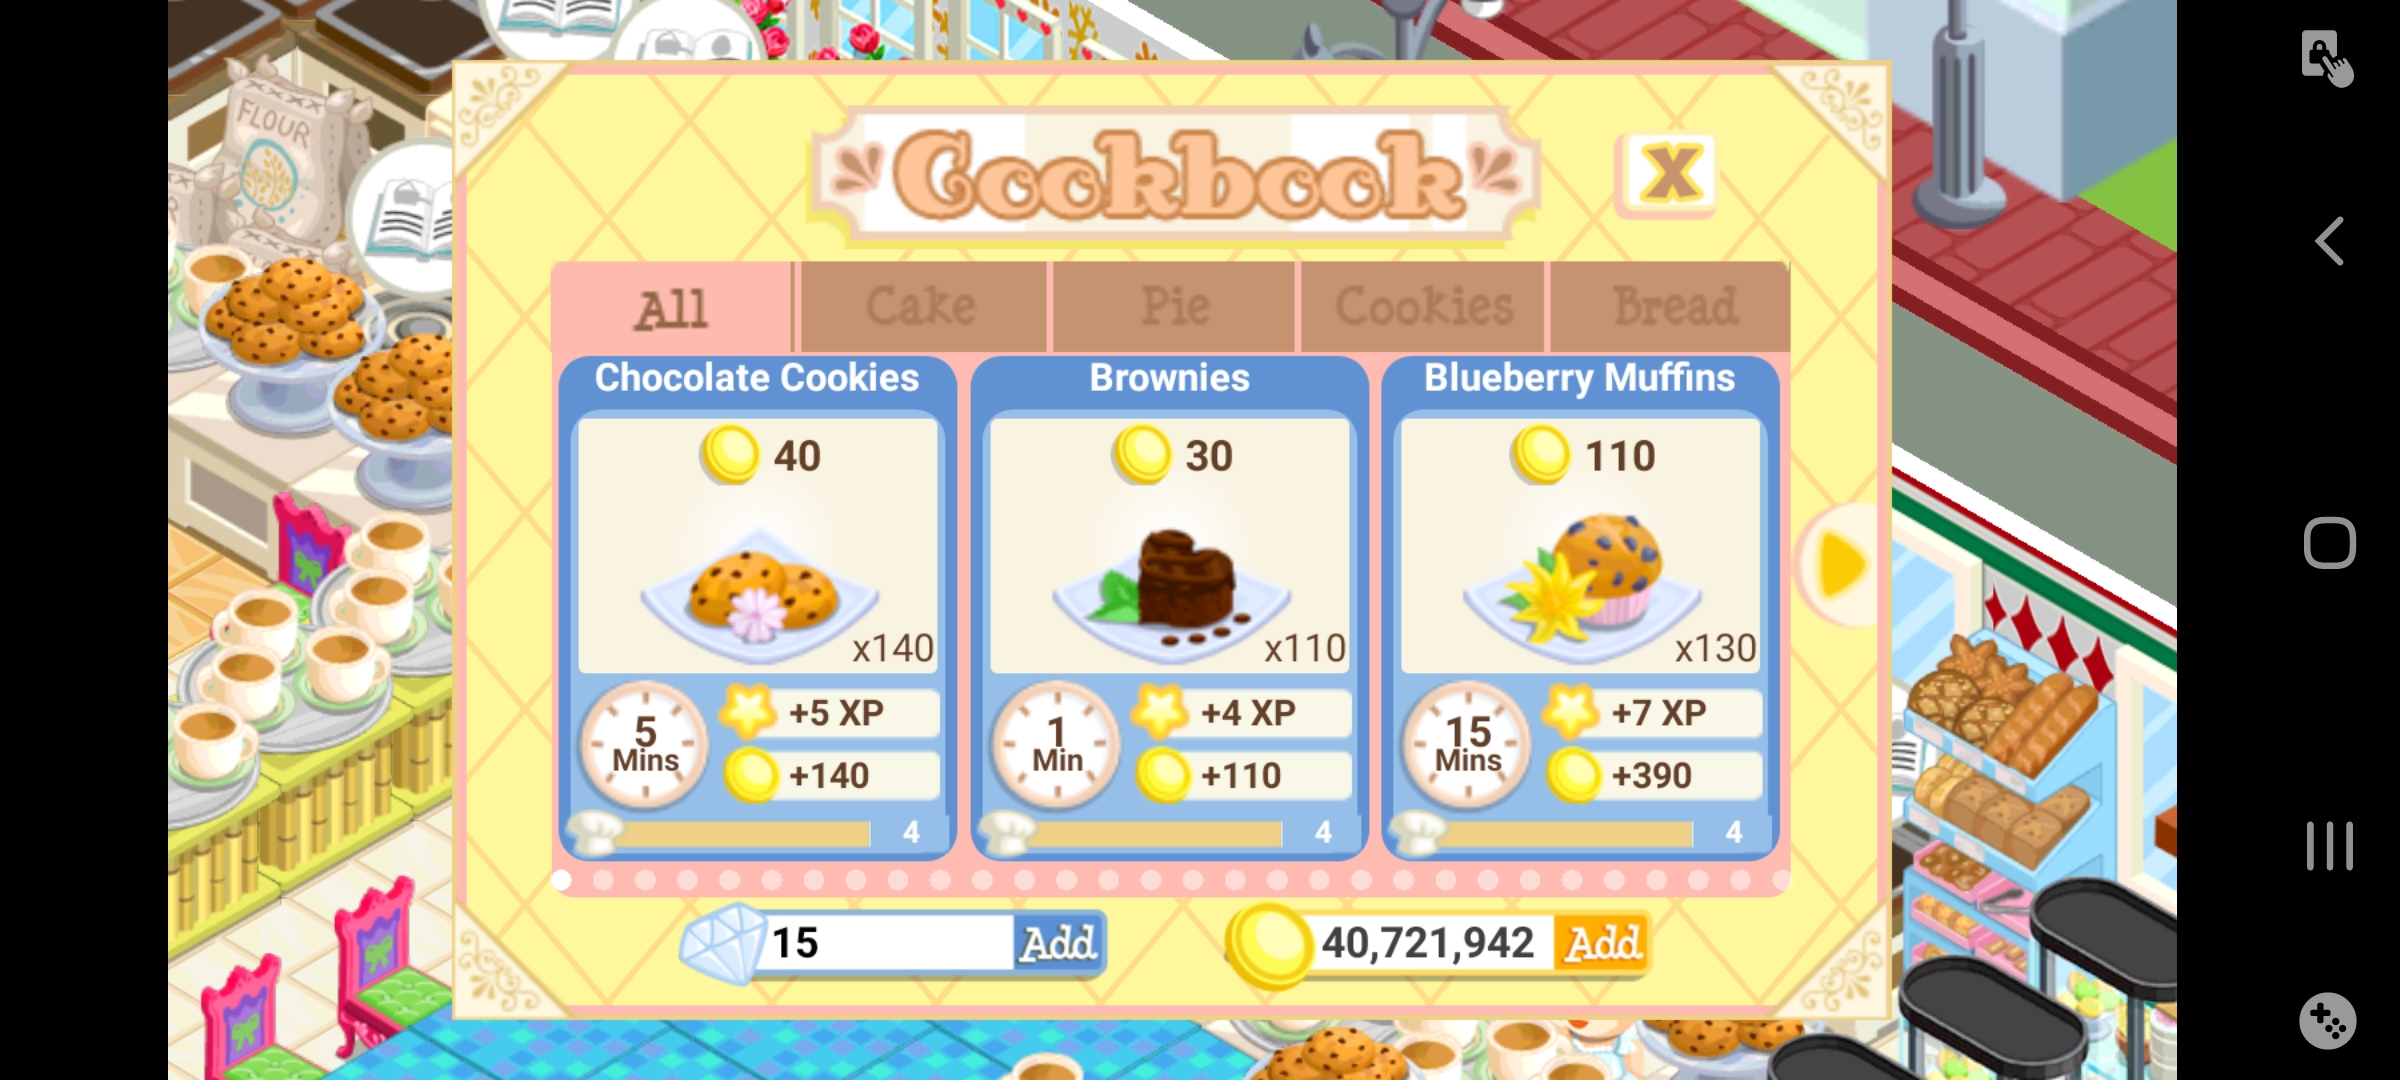 FLOUR
Cookbook
X
All
Cake
Pie
Cookies
Bread
Chocolate Cookies
Brownies
Blueberry Muffins
40
30
110
x140
x110
x130
5
Mins
+5 XP
+140
1
Min
+4 XP
+110
15
Mins
+7 XP
+390
4
4
4
15
Add
40,721,942
Add